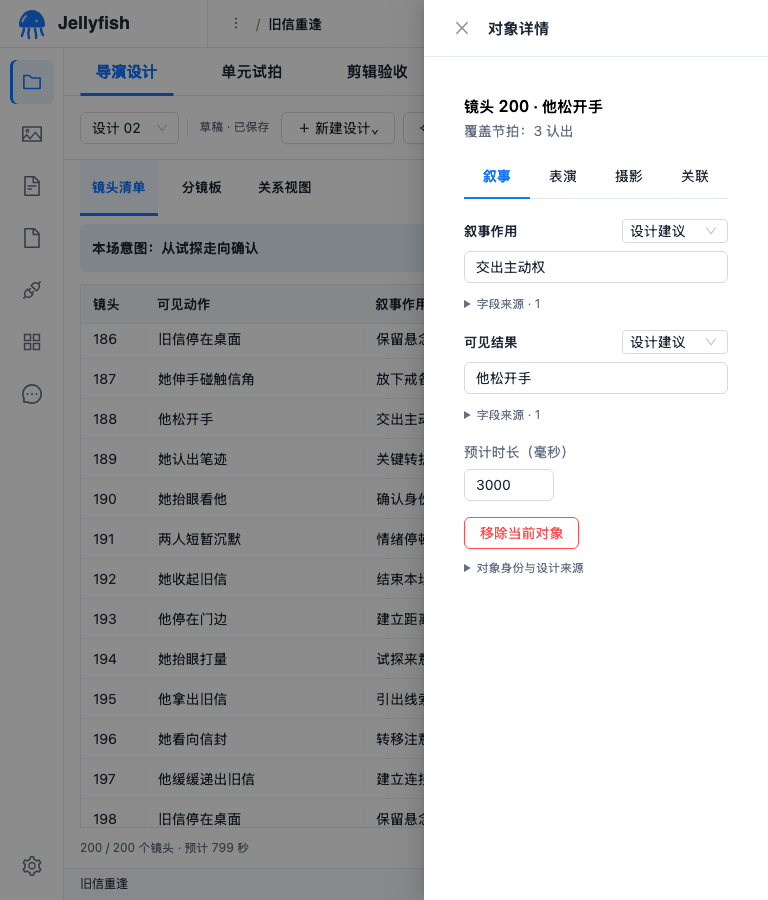 Jellyfish
⋮ / 旧信重逢
导演设计 单元试拍 剪辑验收
设计 02 草稿 · 已保存 + 新建设计
镜头清单 分镜板 关系视图
本场意图：从试探走向确认
镜头 可见动作 叙事作用
186 旧信停在桌面 保留悬念
187 她伸手碰触信角 放下戒
188 他松开手 交出主动
189 她认出笔迹 关键转
190 她抬眼看他 确认身
191 两人短暂沉默 情绪停
192 她收起旧信 结束本
193 他停在门边 建立距
194 她抬眼打量 试探来
195 他拿出旧信 引出线
196 她看向信封 转移注
197 他缓缓递出旧信 建立连
198 旧信停在桌面 保留悬念
200 / 200 个镜头 · 预计 799 秒
旧信重逢
对象详情
镜头 200 · 他松开手
覆盖节拍：3 认出
叙事 表演 摄影 关联
叙事作用 设计建议
交出主动权
字段来源 · 1
可见结果 设计建议
他松开手
字段来源 · 1
预计时长（毫秒）
3000
移除当前对象
对象身份与设计来源